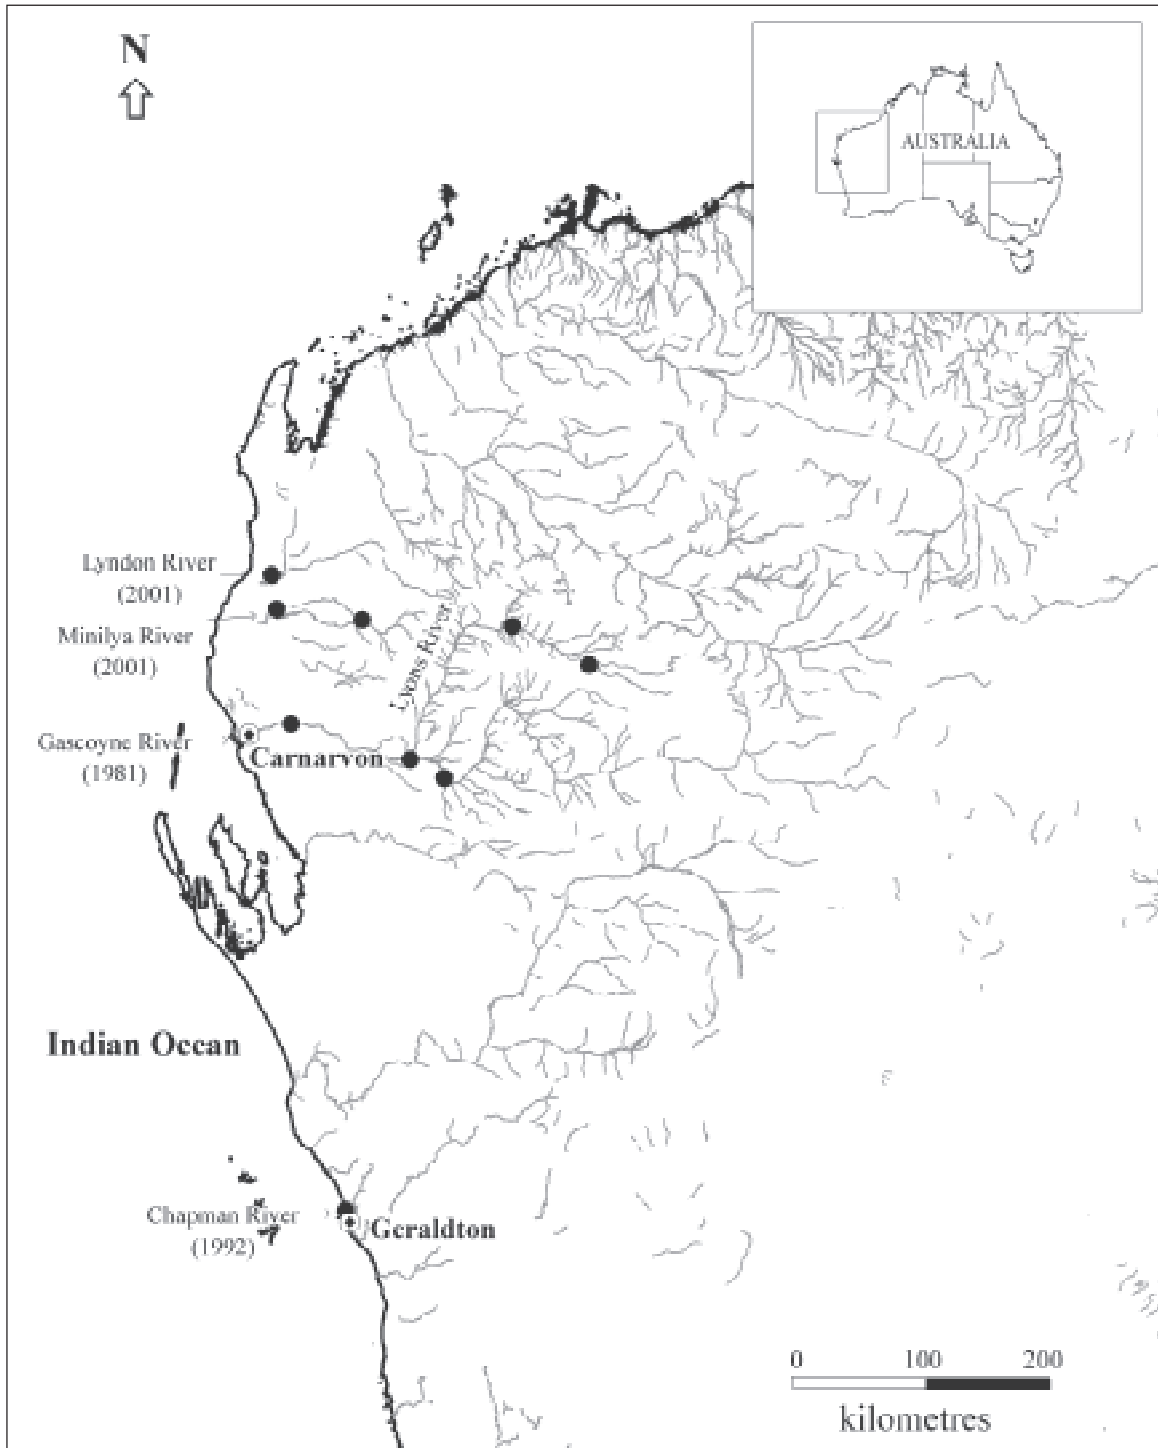 N
AUSTRALIA
Lyndon River
(2001)
Minilya River
(2001)
Lyons River
Gascoyne River
(1981)
Carnarvon
Indian Ocean
Chapman River
(1992)
Geraldton
0 100 200
kilometres